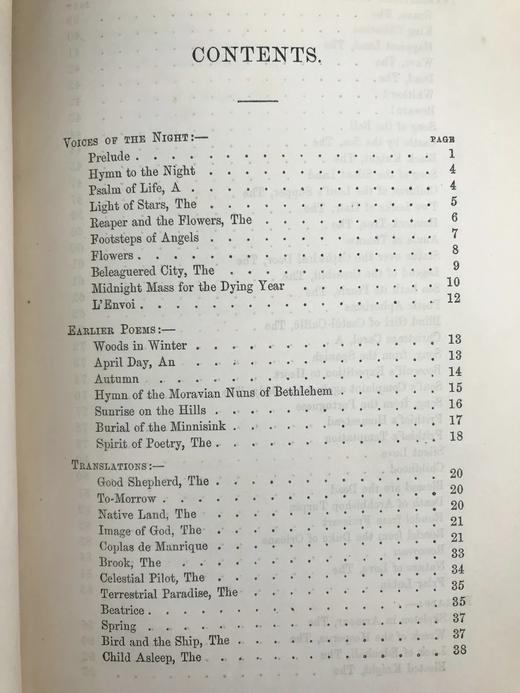 CONTENTS.
VOICES OF THE NIGHT:— PAGE
Prelude . . . . . . . . . . 1
Hymn to the Night . . . . . . . . 4
Psalm of Life, A . . . . . . . . 4
Light of Stars, The . . . . . . . . 5
Reaper and the Flowers, The . . . . . . 6
Footsteps of Angels . . . . . . . . 7
Flowers . . . . . . . . . . 8
Beleaguered City, The . . . . . . . 9
Midnight Mass for the Dying Year . . . . . 10
L'Envoi . . . . . . . . . . 12
EARLIER POEMS:—
Woods in Winter . . . . . . . . 13
April Day, An . . . . . . . . . 13
Autumn . . . . . . . . . . 14
Hymn of the Moravian Nuns of Bethlehem . . . . 15
Sunrise on the Hills . . . . . . . . 16
Burial of the Minnisink . . . . . . . 17
Spirit of Poetry, The . . . . . . . . 18
TRANSLATIONS:—
Good Shepherd, The . . . . . . . . 20
To-Morrow . . . . . . . . . 20
Native Land, The . . . . . . . . 20
Image of God, The . . . . . . . . 21
Coplas de Manrique . . . . . . . . 21
Brook, The . . . . . . . . . 33
Celestial Pilot, The . . . . . . . . 34
Terrestrial Paradise, The . . . . . . . 35
Beatrice . . . . . . . . . . 35
Spring . . . . . . . . . . 37
Bird and the Ship, The . . . . . . . 37
Child Asleep, The . . . . . . . . 38